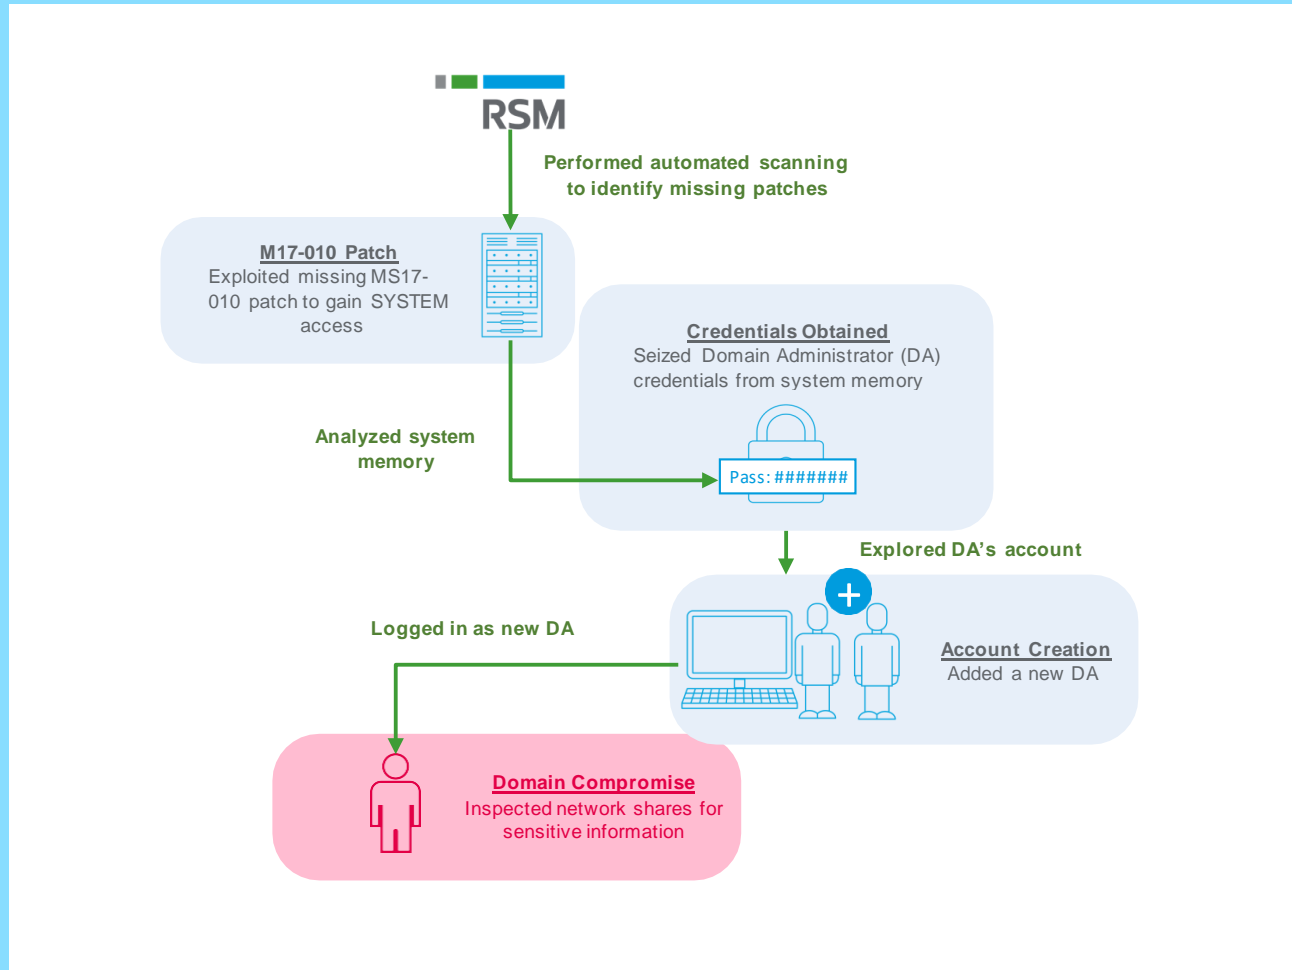 RSM
Performed automated scanning
to identify missing patches
M17-010 Patch
Exploited missing MS17-
010 patch to gain SYSTEM
access
Credentials Obtained
Seized Domain Administrator (DA)
credentials from system memory
Analyzed system
memory
Pass: #######
Explored DA's account
Logged in as new DA
Account Creation
Added a new DA
Domain Compromise
Inspected network shares for
sensitive information